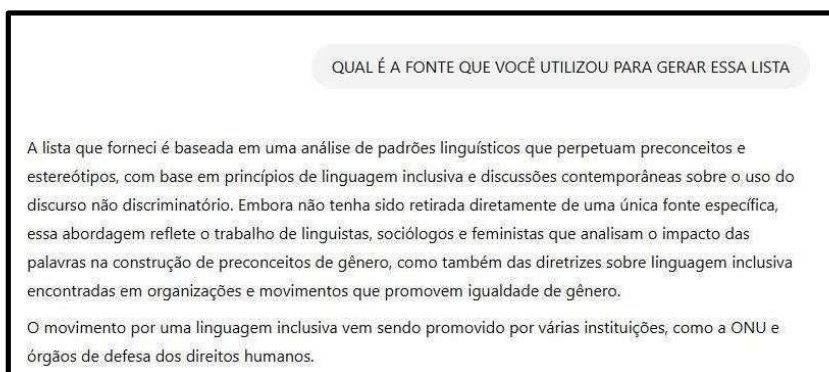 QUAL É A FONTE QUE VOCÊ UTILIZOU PARA GERAR ESSA LISTA
A lista que forneci é baseada em uma análise de padrões linguísticos que perpetuam preconceitos e
estereótipos, com base em princípios de linguagem inclusiva e discussões contemporâneas sobre o uso do
discurso não discriminatório. Embora não tenha sido retirada diretamente de uma única fonte específica,
essa abordagem reflete o trabalho de linguistas, sociólogos e feministas que analisam o impacto das
palavras na construção de preconceitos de gênero, como também das diretrizes sobre linguagem inclusiva
encontradas em organizações e movimentos que promovem igualdade de gênero.
O movimento por uma linguagem inclusiva vem sendo promovido por várias instituições, como a ONU e
órgãos de defesa dos direitos humanos.